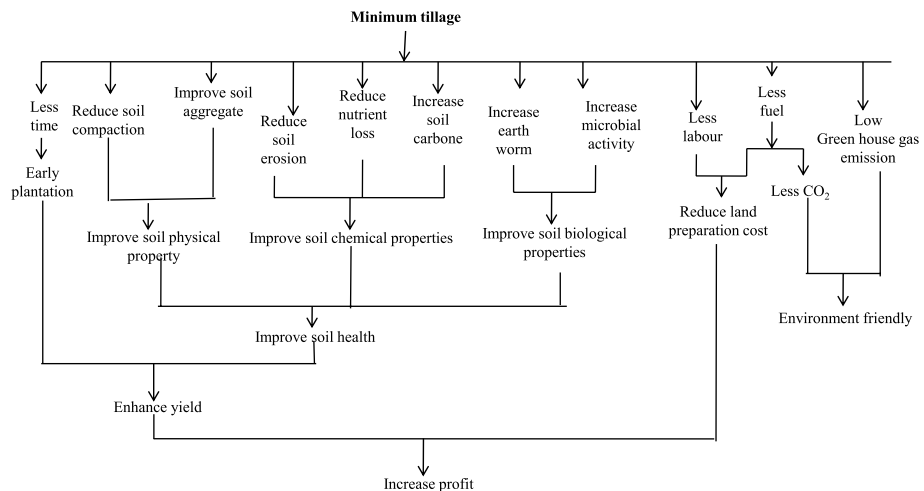 Minimum tillage
Less
time
Reduce soil
compaction
Improve soil
aggregate
Reduce
soil
erosion
Reduce
nutrient
loss
Increase
soil
carbone
Increase
earth
worm
Increase
microbial
activity
Less
labour
Less
fuel
Low
Green house gas
emission
Early
plantation
Less CO₂
Improve soil physical
property
Improve soil chemical properties
Improve soil biological
properties
Reduce land
preparation cost
Environment friendly
Improve soil health
Enhance yield
Increase profit